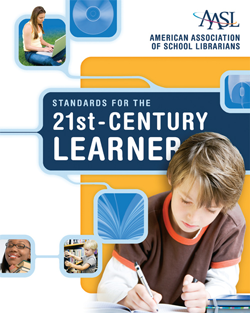 AASL
AMERICAN ASSOCIATION
OF SCHOOL LIBRARIANS
STANDARDS FOR THE
21st-CENTURY
LEARNER